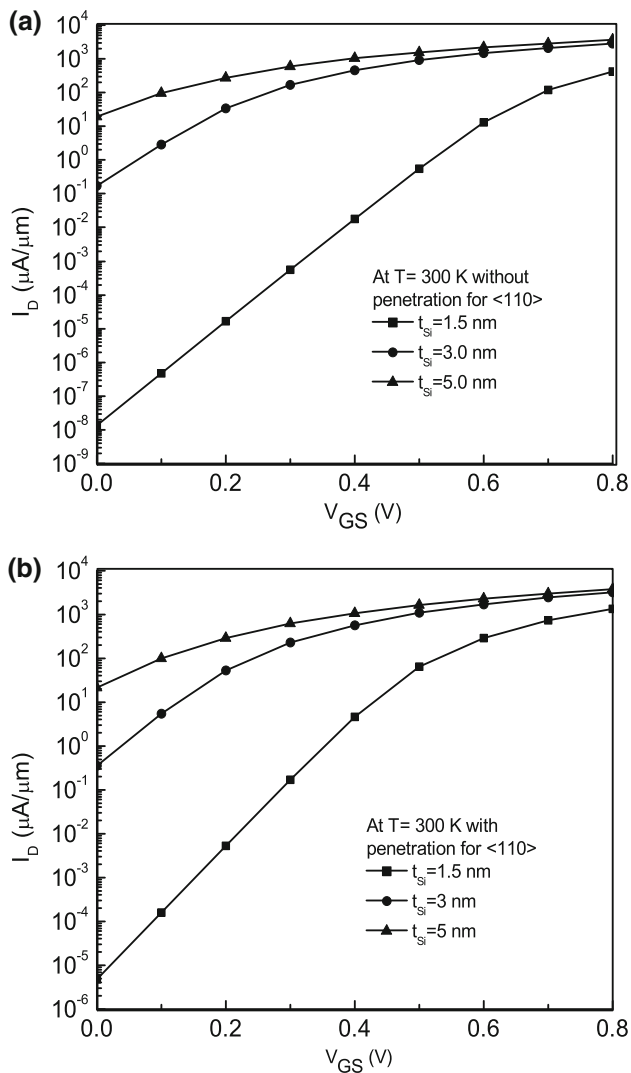 (a)
10^4
10^3
10^2
10^1
10^0
10^-1
10^-2
10^-3
10^-4
10^-5
10^-6
10^-7
10^-8
10^-9
I_D (μA/μm)
At T= 300 K without
penetration for <110>
t_Si=1.5 nm
t_Si=3.0 nm
t_Si=5.0 nm
0.0 0.2 0.4 0.6 0.8
V_GS (V)
(b)
10^4
10^3
10^2
10^1
10^0
10^-1
10^-2
10^-3
10^-4
10^-5
10^-6
I_D (μA/μm)
At T= 300 K with
penetration for <110>
t_Si=1.5 nm
t_Si=3 nm
t_Si=5 nm
0.0 0.2 0.4 0.6 0.8
V_GS (V)